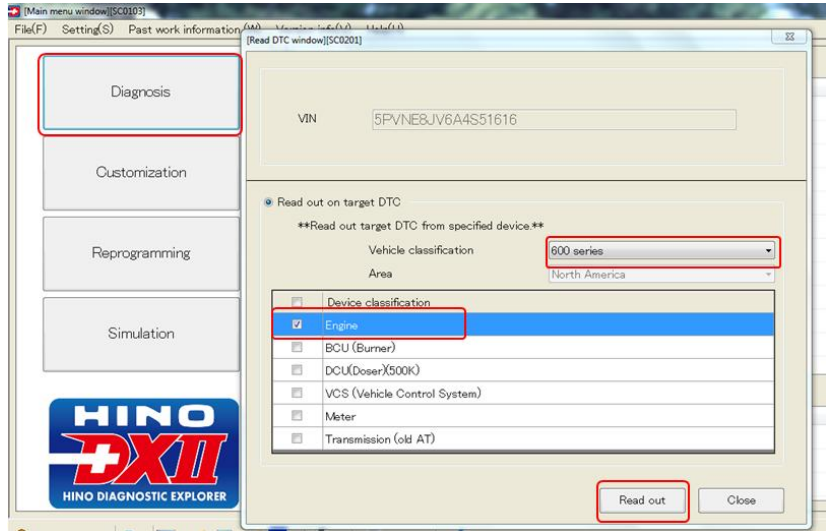 [Main menu window][SC0103]
File(F) Setting(S) Past work information(W) Version info(V) Help(H)
[Read DTC window][SC0201]
Diagnosis
Customization
Reprogramming
Simulation
HINO
DXII
HINO DIAGNOSTIC EXPLORER
VIN 5PVNE8JV6A4S51616
Read out on target DTC
**Read out target DTC from specified device.**
Vehicle classification 600 series
Area North America
Device classification
Engine
BCU (Burner)
DCU(Doser)(500K)
VCS (Vehicle Control System)
Meter
Transmission (old AT)
Read out Close